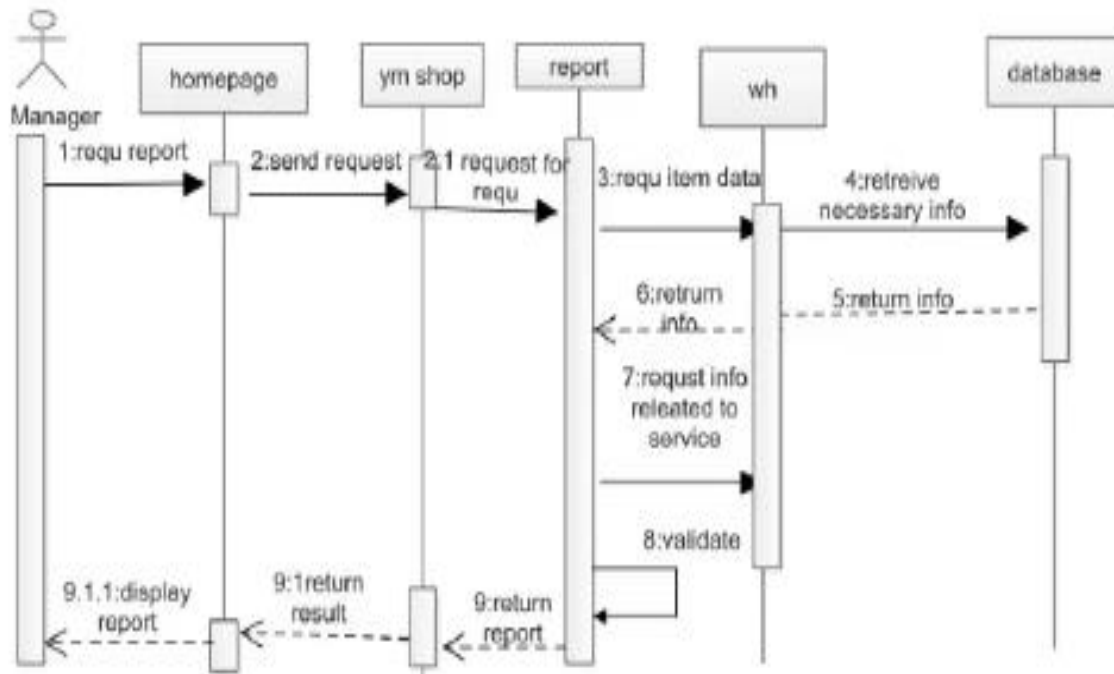 homepage
ym shop
report
wh
database
Manager
1:requ report
2:send request
2.1 request for
requ
3:requ item data
4:retreive
necessary info
5:return info
6:retrurn
info
7:requst info
releated to
service
8:validate
9:return
report
9:1return
result
9.1.1:display
report